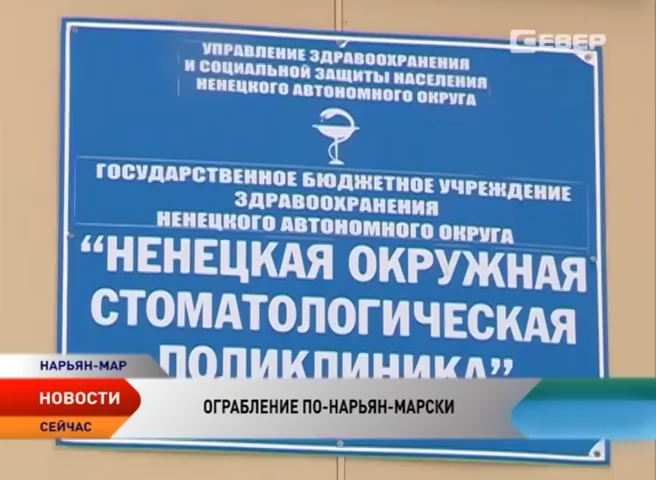 СЕВЕР
УПРАВЛЕНИЕ ЗДРАВООХРАНЕНИЯ
И СОЦИАЛЬНОЙ ЗАЩИТЫ НАСЕЛЕНИЯ
НЕНЕЦКОГО АВТОНОМНОГО ОКРУГА
ГОСУДАРСТВЕННОЕ БЮДЖЕТНОЕ УЧРЕЖДЕНИЕ
ЗДРАВООХРАНЕНИЯ
НЕНЕЦКОГО АВТОНОМНОГО ОКРУГА
“НЕНЕЦКАЯ ОКРУЖНАЯ
СТОМАТОЛОГИЧЕСКАЯ
ПОЛИКЛИНИКА”
НАРЬЯН-МАР
НОВОСТИ
СЕЙЧАС
ОГРАБЛЕНИЕ ПО-НАРЬЯН-МАРСКИ